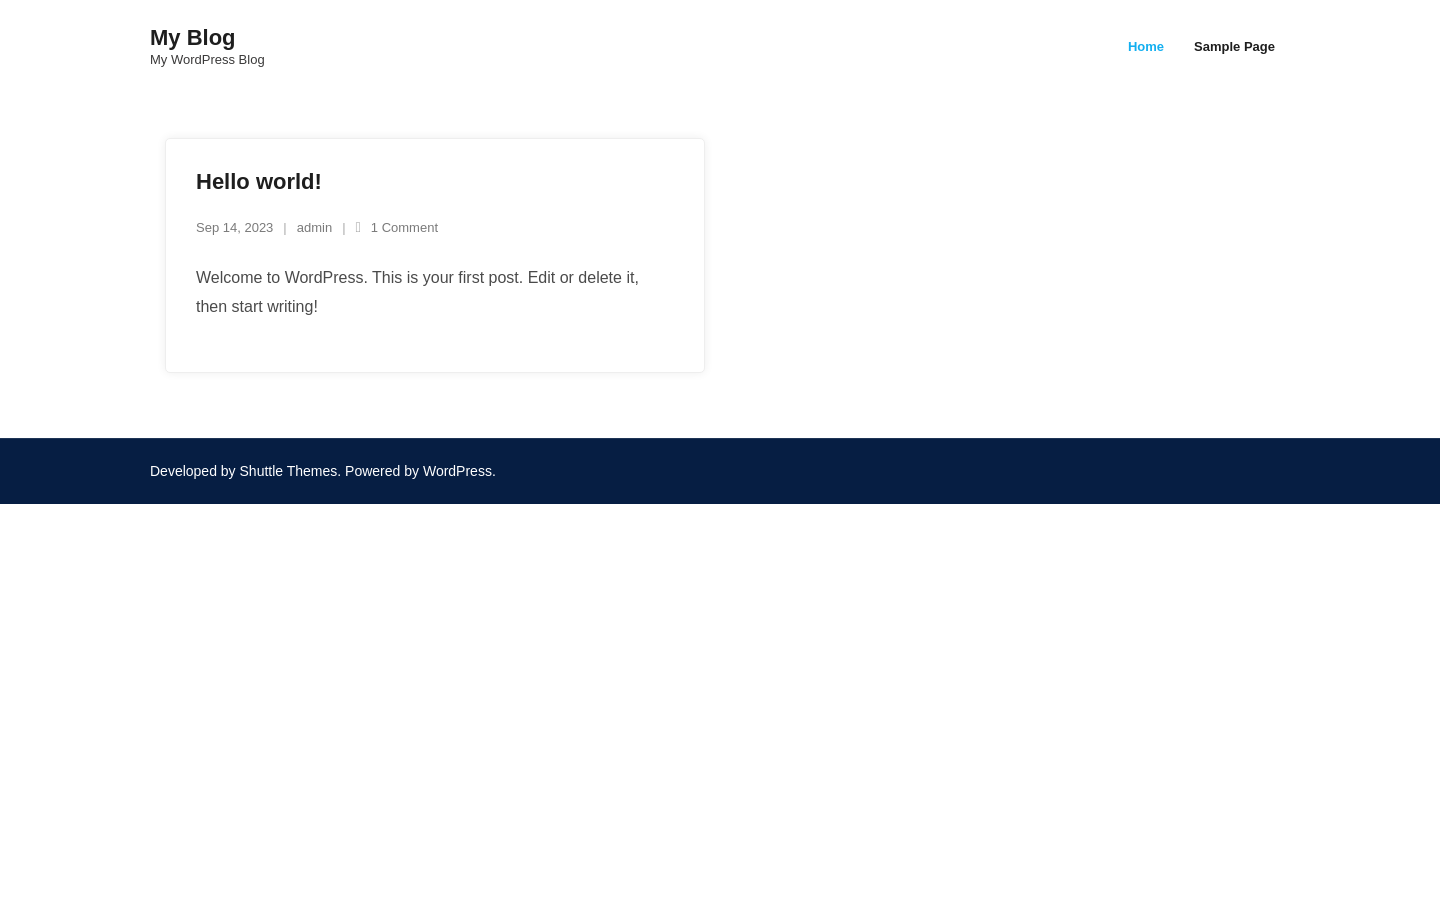 My Blog
My WordPress Blog
Home
Sample Page
Hello world!
Sep 14, 2023 | admin | 1 Comment
Welcome to WordPress. This is your first post. Edit or delete it,
then start writing!
Developed by Shuttle Themes. Powered by WordPress.